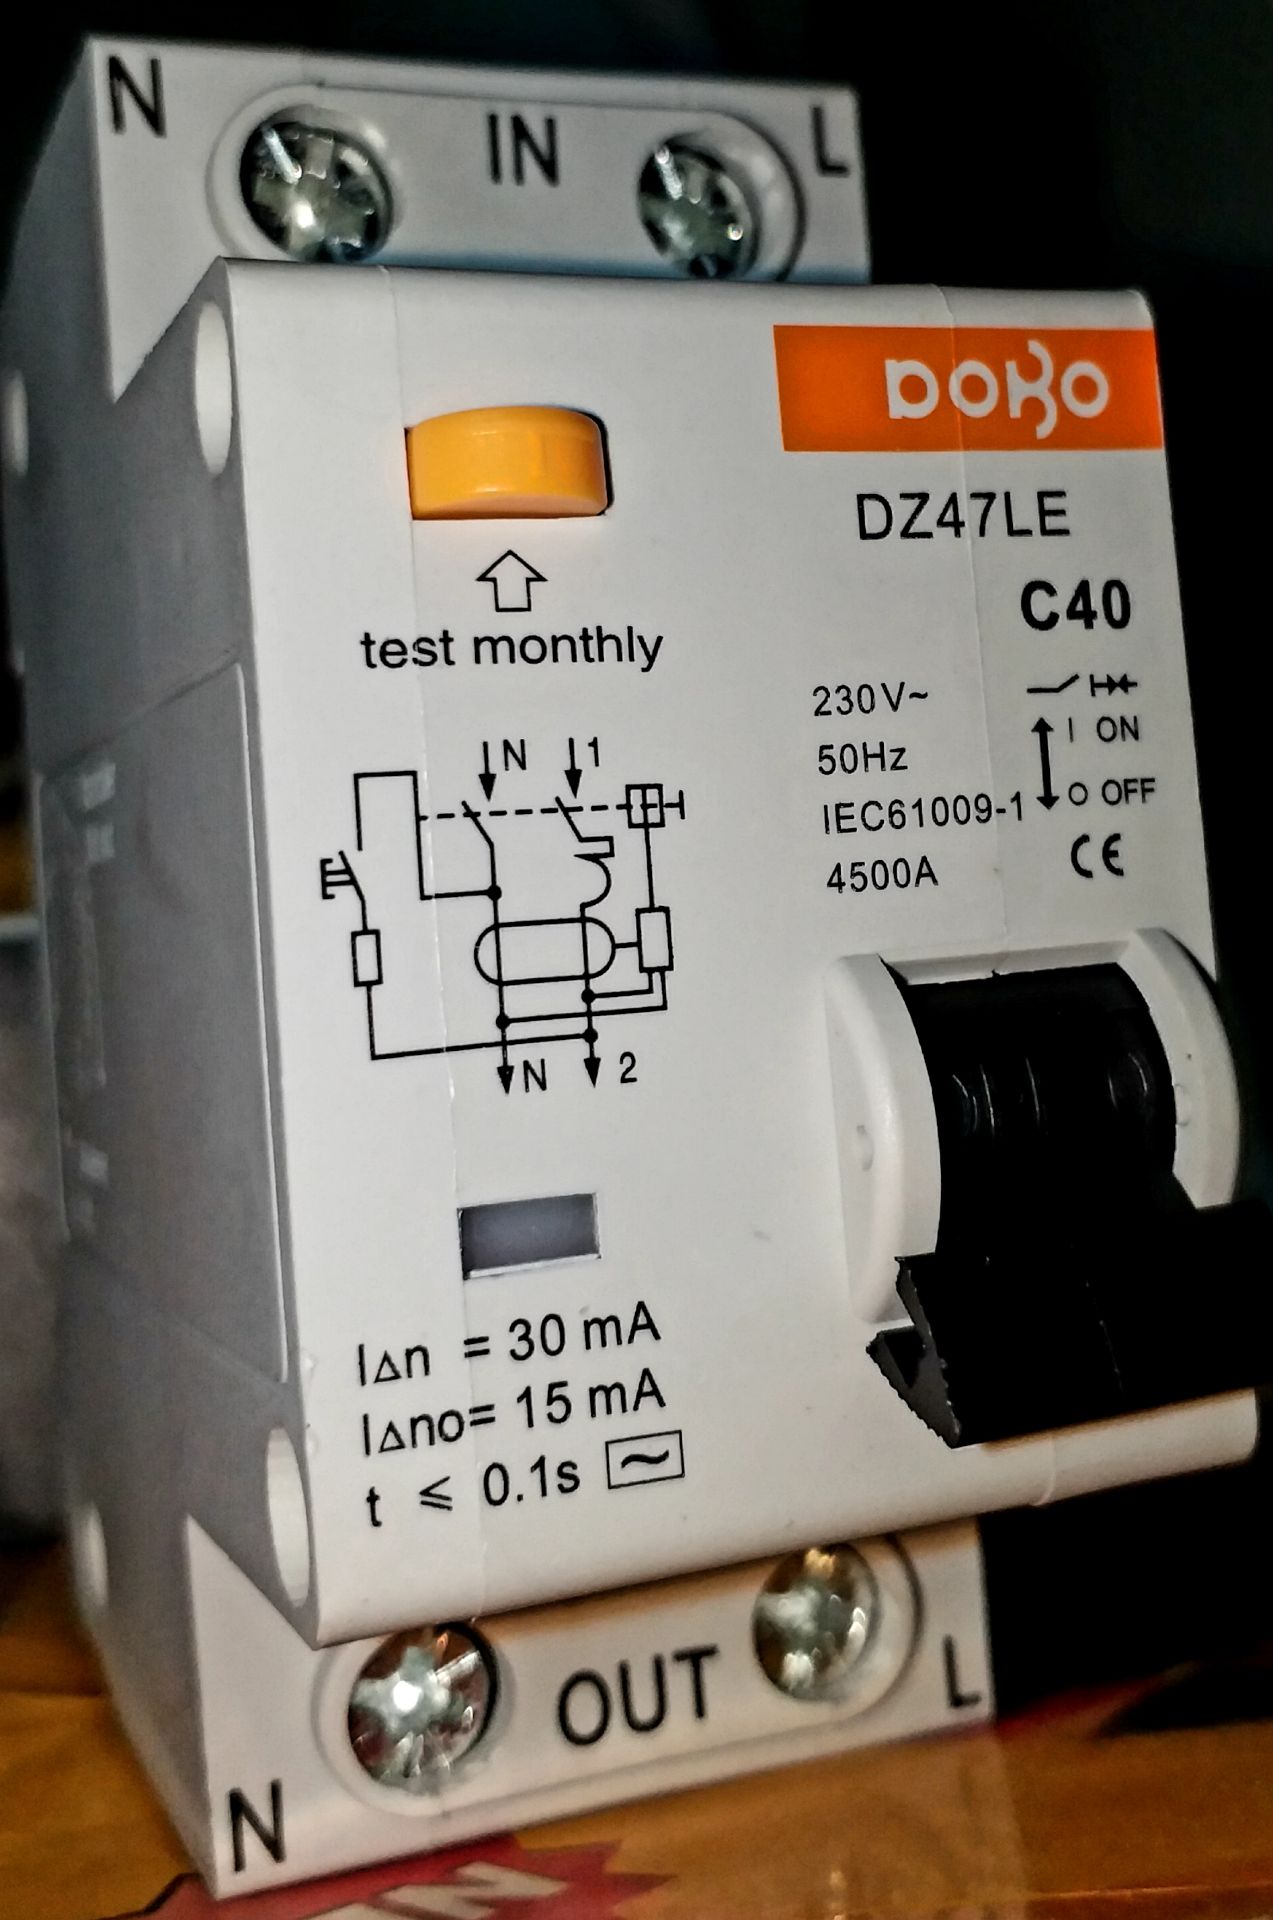 N IN L
DOKO
DZ47LE
C40
test monthly
230V~
50Hz
I ON
IEC61009-1
O OFF
4500A
CE
N 1
N 2
I∆n = 30 mA
I∆no= 15 mA
t ⩽ 0.1s ~
N OUT L